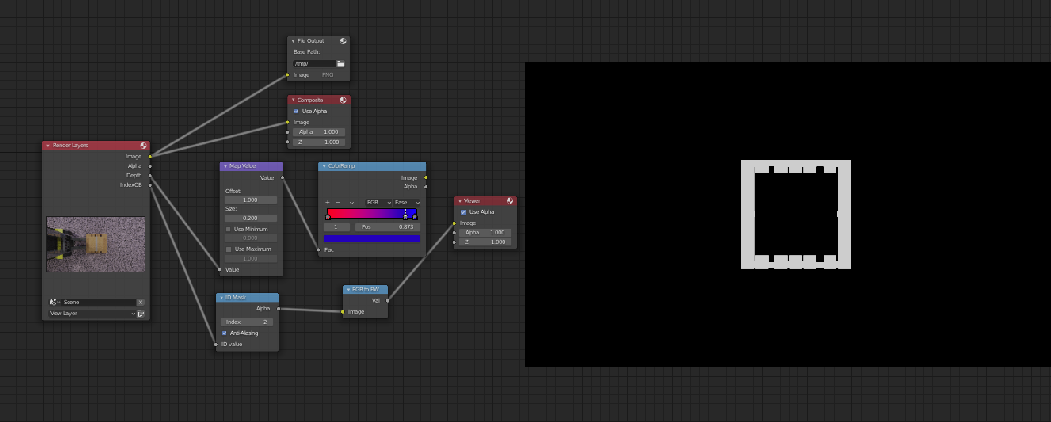 File Output
Base Path:
/tmp/
Image PNG
Composite
Use Alpha
Image
Alpha 1.000
Z 1.000
Render Layers
Image
Alpha
Depth
IndexOB
Scene
View Layer
Map Value
Value
Offset:
1.000
Size:
0.200
Use Minimum
0.000
Use Maximum
1.000
Value
ColorRamp
Image
Alpha
RGB
Ease
1
Pos 0.873
Fac
Viewer
Use Alpha
Image
Alpha 1.000
Z 1.000
ID Mask
Alpha
Index: 2
Anti-Aliasing
ID value
RGB to BW
Val
Image